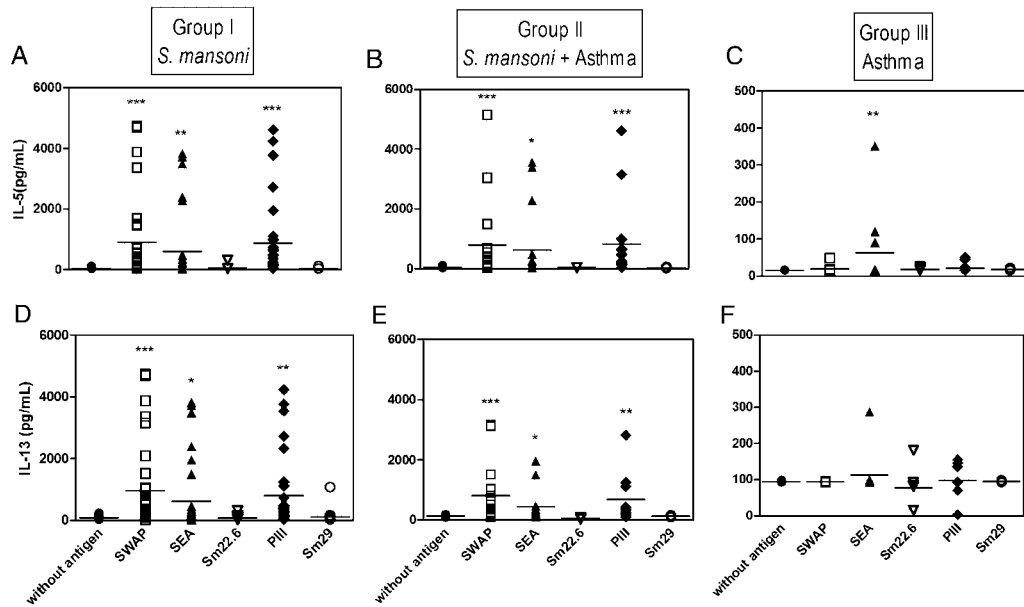 Group I
S. mansoni
Group II
S. mansoni + Asthma
Group III
Asthma
A
B
C
IL-5(pg/mL)
6000
4000
2000
0
***
**
***
6000
4000
2000
0
***
*
***
500
400
300
200
100
0
**
D
E
F
IL-13 (pg/mL)
6000
4000
2000
0
***
*
**
6000
4000
2000
0
***
*
**
500
400
300
200
100
0
without antigen
SWAP
SEA
Sm22.6
PIII
Sm29
without antigen
SWAP
SEA
Sm22.6
PIII
Sm29
without antigen
SWAP
SEA
Sm22.6
PIII
Sm29